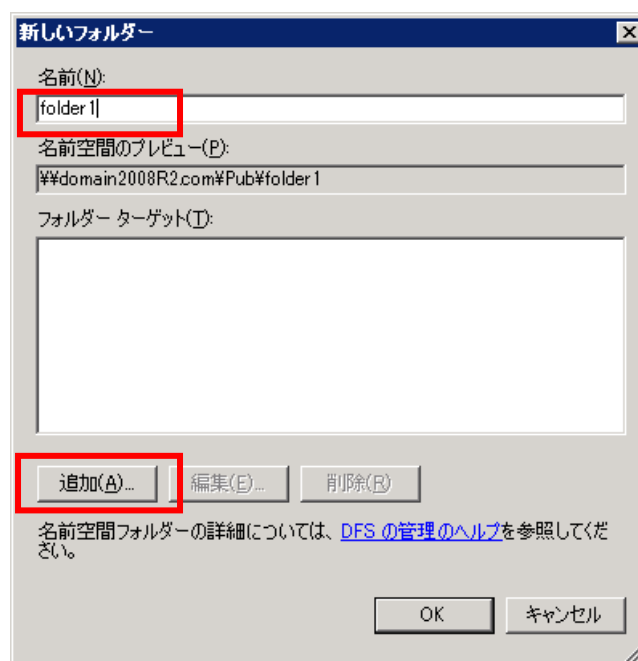 新しいフォルダー
名前(N):
folder1
名前空間のプレビュー(P):
¥¥domain2008R2.com¥Pub¥folder1
フォルダー ターゲット(T):
追加(A)... 編集(E)... 削除(R)
名前空間フォルダーの詳細については、DFS の管理のヘルプを参照してくだ
さい。
OK キャンセル